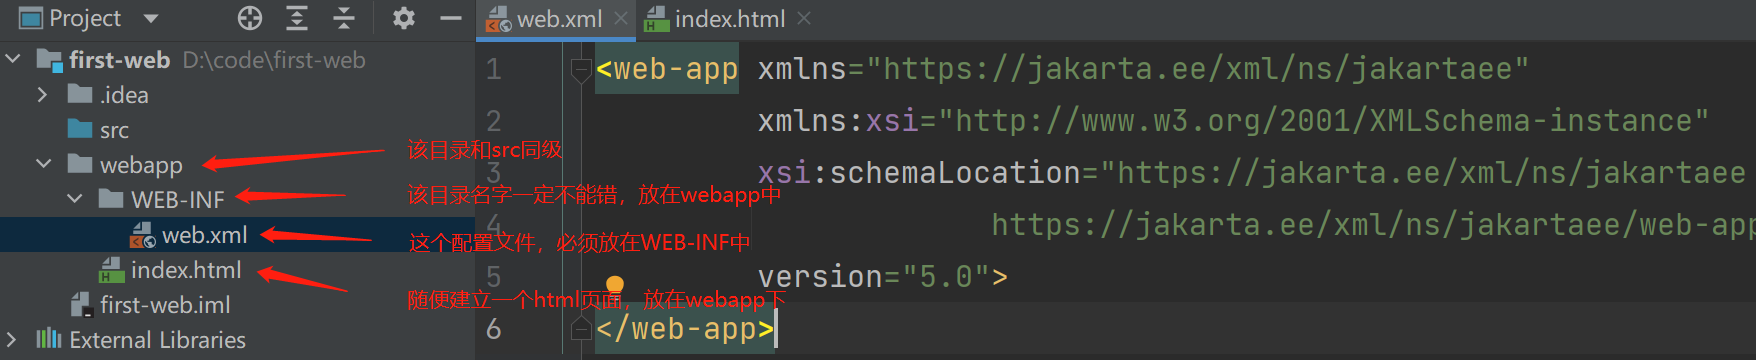 Project
web.xml
index.html
first-web D:\code\first-web
.idea
src
webapp
WEB-INF
web.xml
index.html
first-web.iml
External Libraries
该目录和src同级
该目录名字一定不能错，放在webapp中
这个配置文件，必须放在WEB-INF中
随便建立一个html页面，放在webapp下
1 <web-app xmlns="https://jakarta.ee/xml/ns/jakartaee"
2 xmlns:xsi="http://www.w3.org/2001/XMLSchema-instance"
3 xsi:schemaLocation="https://jakarta.ee/xml/ns/jakartaee
4 https://jakarta.ee/xml/ns/jakartaee/web-app
5 version="5.0">
6 </web-app>